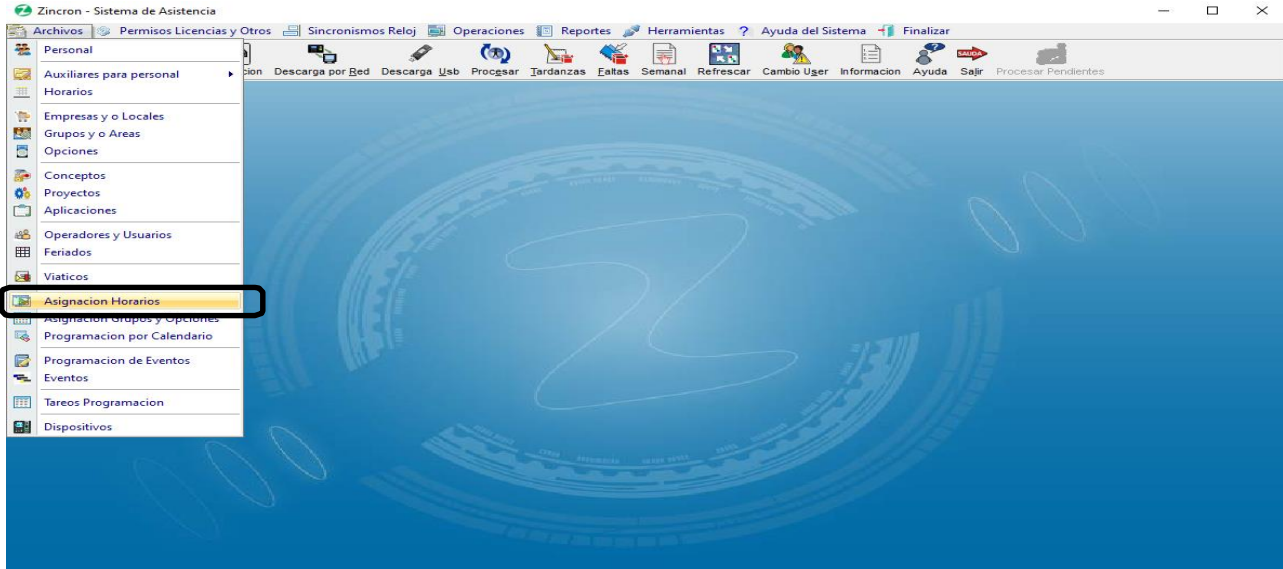 Zincron - Sistema de Asistencia
Archivos Permisos Licencias y Otros Sincronismos Reloj Operaciones Reportes Herramientas ? Ayuda del Sistema Finalizar
cion Descarga por Red Descarga Usb Procesar Tardanzas Faltas Semanal Refrescar Cambio User Informacion Ayuda Salir Procesar Pendientes
Personal
Auxiliares para personal
Horarios
Empresas y o Locales
Grupos y o Areas
Opciones
Conceptos
Proyectos
Aplicaciones
Operadores y Usuarios
Feriados
Viaticos
Asignacion Horarios
Asignacion Grupos y Opciones
Programacion por Calendario
Programacion de Eventos
Eventos
Tareos Programacion
Dispositivos